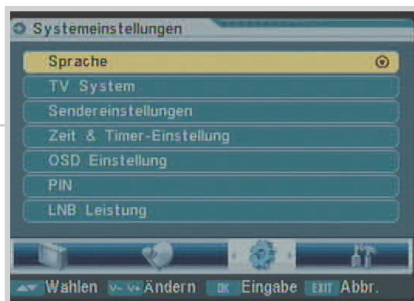 Systemeinstellungen
Sprache
TV System
Sendereinstellungen
Zeit & Timer-Einstellung
OSD Einstellung
PIN
LNB Leistung
Wahlen V- V+ Ändern OK Eingabe EXIT Abbr.